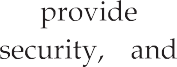 provide
security, and